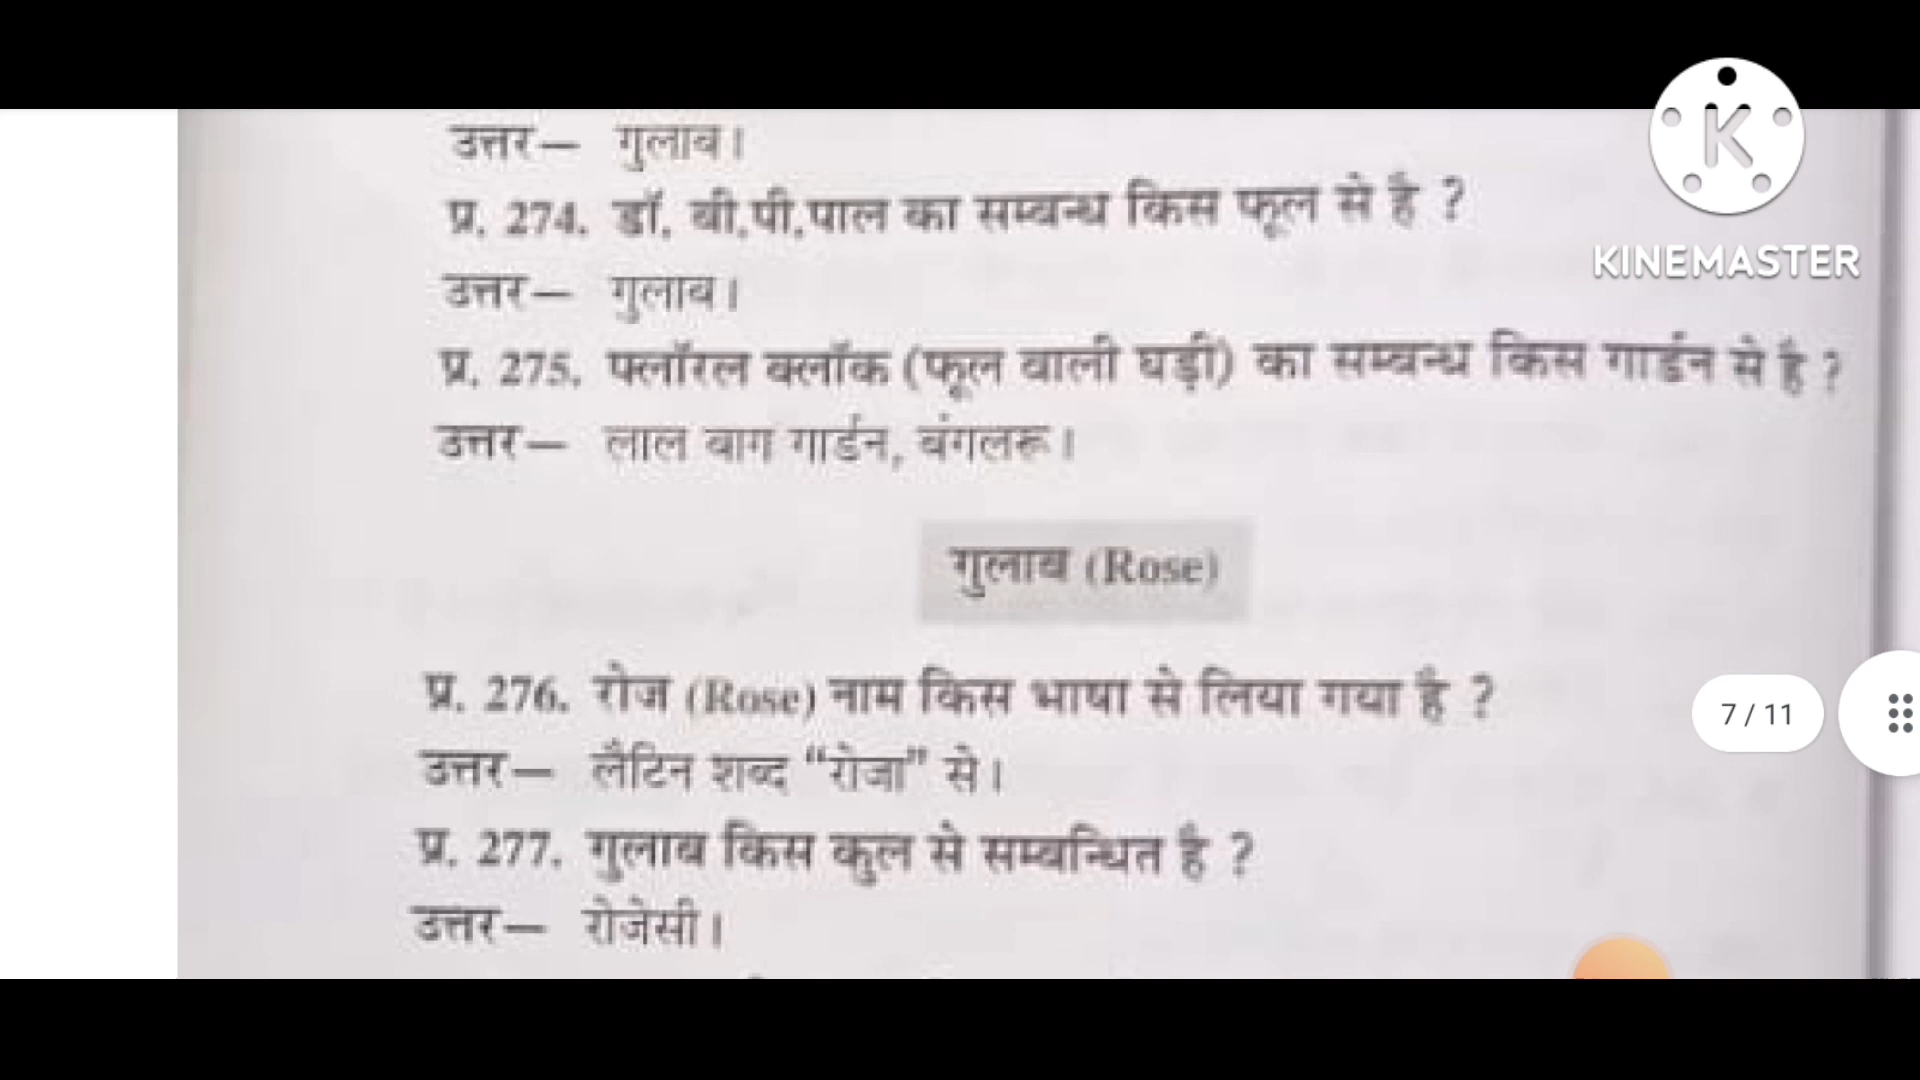 उत्तर— गुलाब।
प्र. 274. डॉ. बी.पी.पाल का सम्बन्ध किस फूल से है ?
उत्तर— गुलाब।
प्र. 275. फ्लॉरल क्लॉक (फूल वाली घड़ी) का सम्बन्ध किस गार्डन से है ?
उत्तर— लाल बाग गार्डन, बंगलरू।
गुलाब (Rose)
प्र. 276. रोज (Rose) नाम किस भाषा से लिया गया है ?
उत्तर— लैटिन शब्द “रोजा” से।
प्र. 277. गुलाब किस कुल से सम्बन्धित है ?
उत्तर— रोजेसी।
K
KINEMASTER
7 / 11